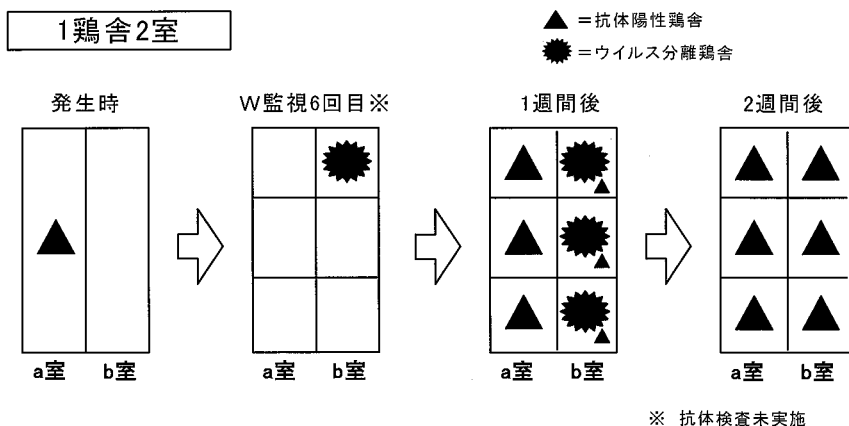 1鶏舎2室
▲ =抗体陽性鶏舎
=ウイルス分離鶏舎
発生時
W監視6回目※
1週間後
2週間後
a室 b室
a室 b室
a室 b室
a室 b室
※ 抗体検査未実施